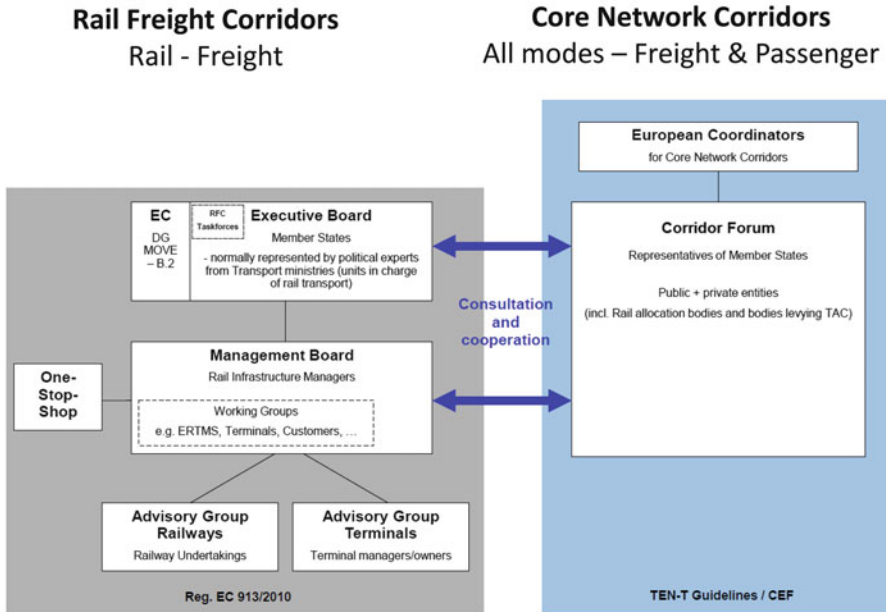 Rail Freight Corridors
Rail - Freight
Core Network Corridors
All modes – Freight & Passenger
EC
DG
MOVE
– B.2
RFC
Taskforces
Executive Board
Member States
- normally represented by political experts
from Transport ministries (units in charge
of rail transport)
Management Board
Rail Infrastructure Managers
Working Groups
e.g. ERTMS, Terminals, Customers, …
One-
Stop-
Shop
Advisory Group
Railways
Railway Undertakings
Advisory Group
Terminals
Terminal managers/owners
Reg. EC 913/2010
Consultation
and
cooperation
European Coordinators
for Core Network Corridors
Corridor Forum
Representatives of Member States
Public + private entities
(incl. Rail allocation bodies and bodies levying TAC)
TEN-T Guidelines / CEF